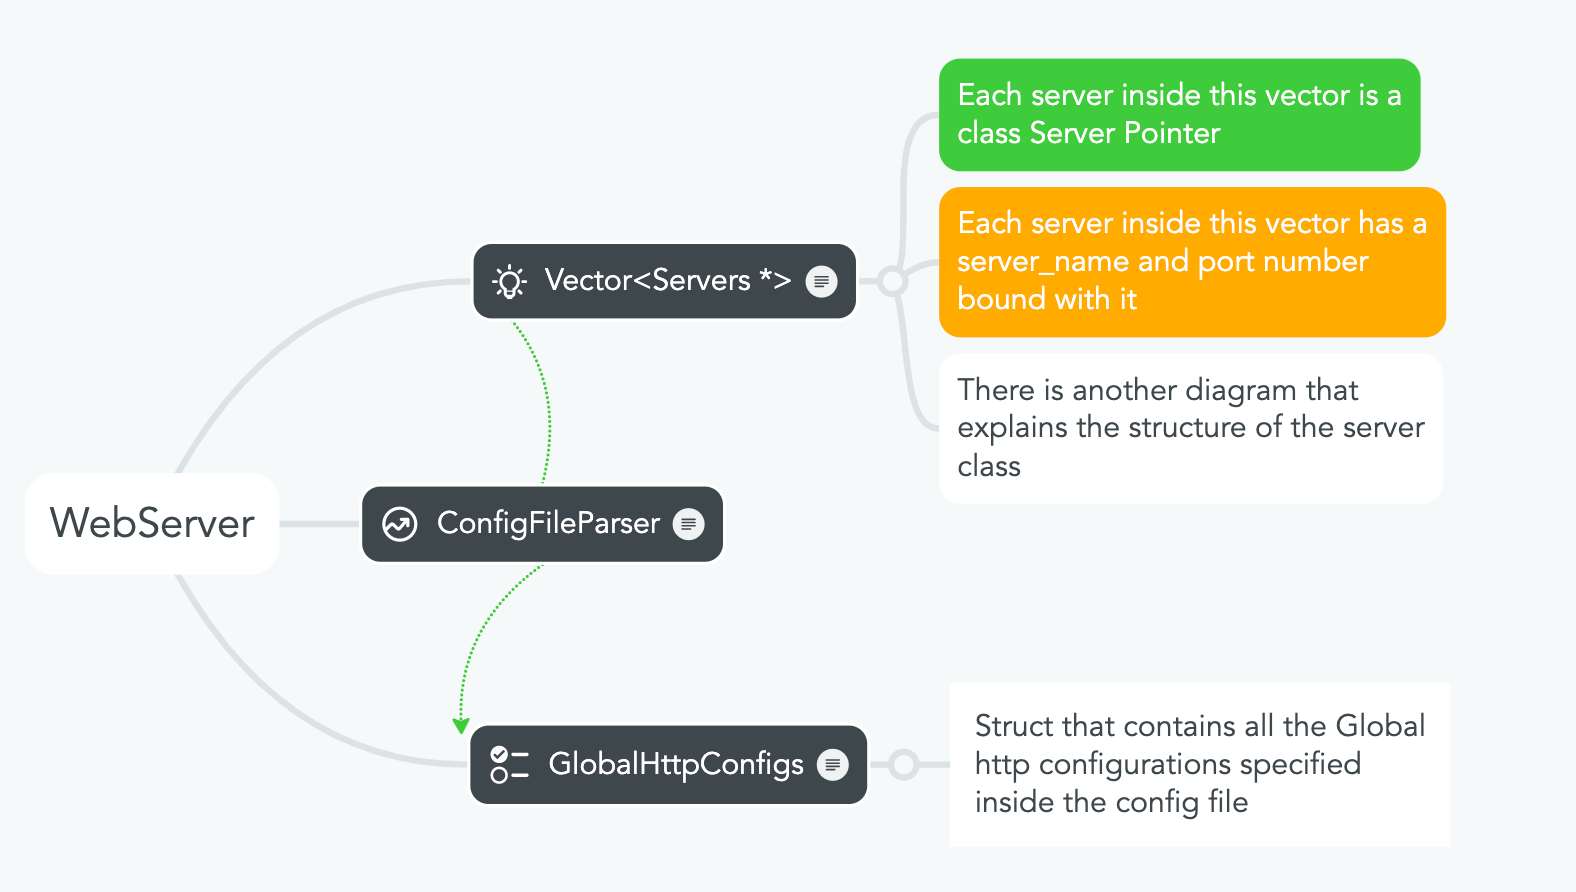 Each server inside this vector is a
class Server Pointer
Each server inside this vector has a
server_name and port number
bound with it
Vector<Servers *>
There is another diagram that
explains the structure of the server
class
WebServer
ConfigFileParser
GlobalHttpConfigs
Struct that contains all the Global
http configurations specified
inside the config file